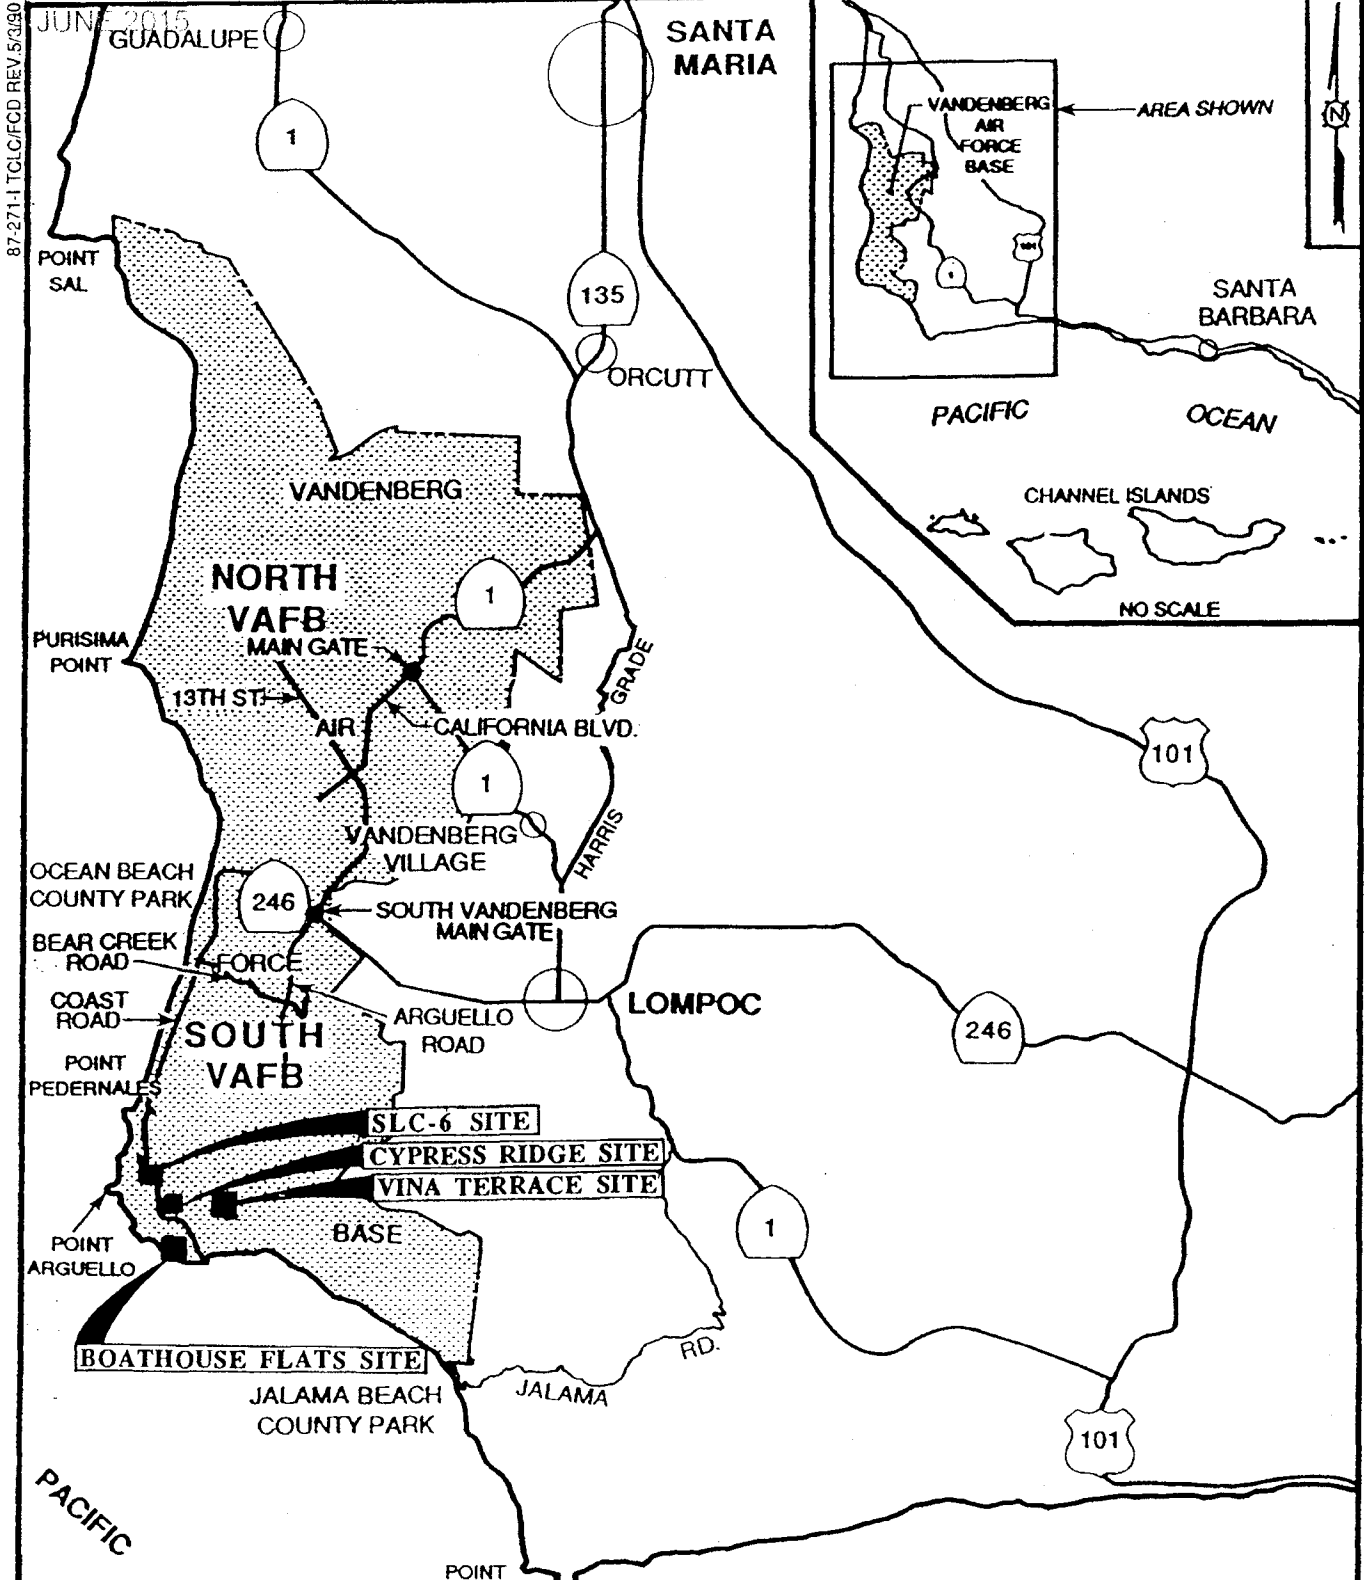 JUNE 2015
87-271-I TCLC/FCD REV.5/3/90
GUADALUPE
1
SANTA
MARIA
135
ORCUTT
POINT
SAL
VANDENBERG
AIR
FORCE
BASE
AREA SHOWN
N
101
1
SANTA
BARBARA
PACIFIC
OCEAN
CHANNEL ISLANDS
NO SCALE
VANDENBERG
NORTH
VAFB
1
MAIN GATE
PURISIMA
POINT
13TH ST.
AIR
CALIFORNIA BLVD.
GRADE
HARRIS
101
1
VANDENBERG
VILLAGE
OCEAN BEACH
COUNTY PARK
246
SOUTH VANDENBERG
MAIN GATE
BEAR CREEK
ROAD
FORCE
COAST
ROAD
ARGUELLO
ROAD
LOMPOC
246
SOUTH
VAFB
POINT
PEDERNALES
SLC-6 SITE
CYPRESS RIDGE SITE
VINA TERRACE SITE
BASE
1
POINT
ARGUELLO
BOATHOUSE FLATS SITE
JALAMA BEACH
COUNTY PARK
JALAMA
RD.
101
PACIFIC
POINT